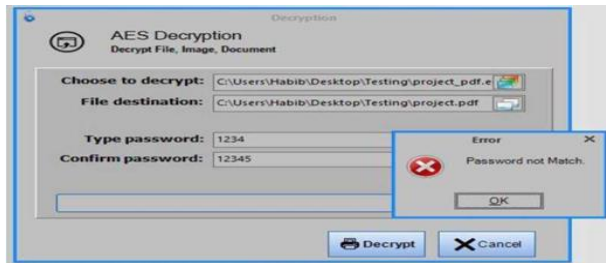 Decryption
AES Decryption
Decrypt File, Image, Document
Choose to decrypt: C:\Users\Habib\Desktop\Testing\project_pdf.e
File destination: C:\Users\Habib\Desktop\Testing\project.pdf
Type password: 1234
Confirm password: 12345
Error
Password not Match.
OK
Decrypt
Cancel